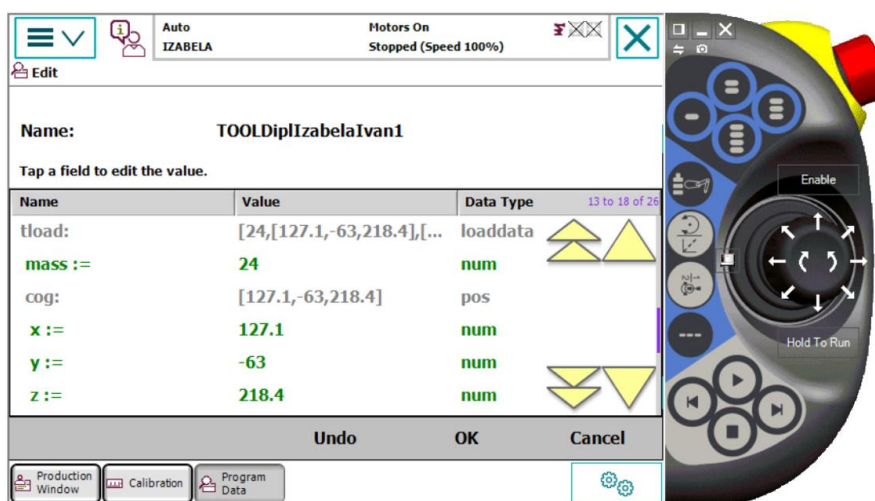 Auto
IZABELA
Motors On
Stopped (Speed 100%)
Edit
Name: TOOLDiplIzabelaIvan1
Tap a field to edit the value.
Name Value Data Type 13 to 18 of 26
tload: [24,[127.1,-63,218.4],[... loaddata
mass := 24 num
cog: [127.1,-63,218.4] pos
x := 127.1 num
y := -63 num
z := 218.4 num
Undo OK Cancel
Production Window
Calibration
Program Data
Enable
Hold To Run